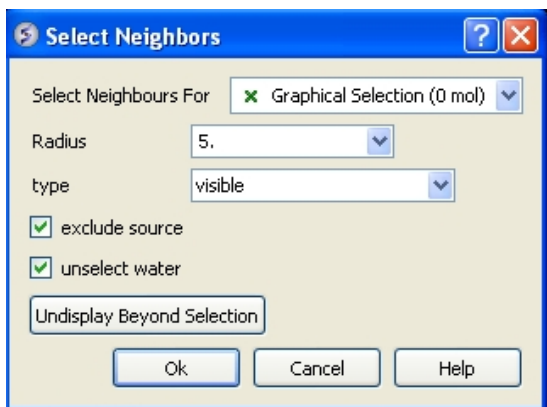 Select Neighbors
Select Neighbours For Graphical Selection (0 mol)
Radius 5.
type visible
exclude source
unselect water
Undisplay Beyond Selection
Ok Cancel Help